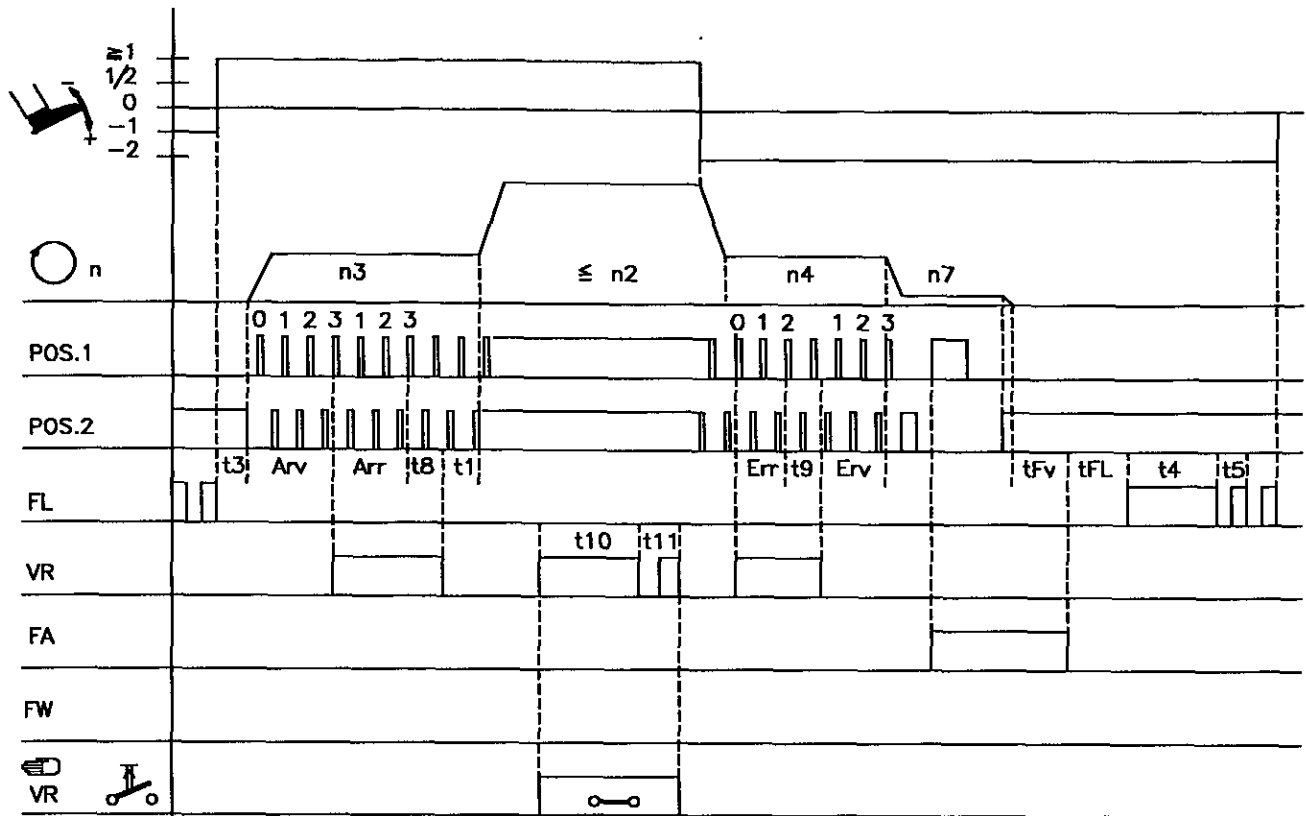 ≧1
1/2
0
-1
-2
-
+
n
n3
≦ n2
n4
n7
0 1 2 3 1 2 3
0 1 2 1 2 3
POS.1
POS.2
t3 Arv Arr t8 t1
Err t9 Erv
tFv tFL t4 t5
FL
t10 t11
VR
FA
FW
VR